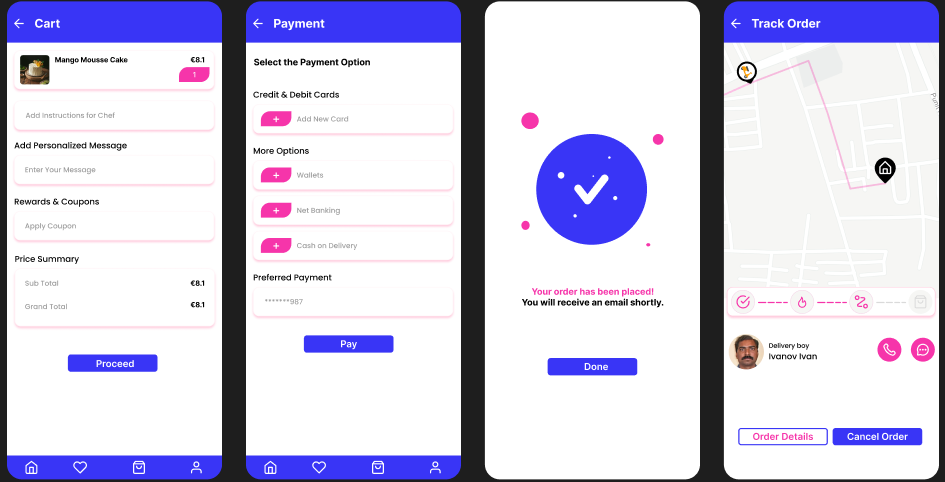 Cart
Mango Mousse Cake
€8.1
1
Add Instructions for Chef
Add Personalized Message
Enter Your Message
Rewards & Coupons
Apply Coupon
Price Summary
Sub Total €8.1
Grand Total €8.1
Proceed
Payment
Select the Payment Option
Credit & Debit Cards
+ Add New Card
More Options
+ Wallets
+ Net Banking
+ Cash on Delivery
Preferred Payment
*******987
Pay
Your order has been placed!
You will receive an email shortly.
Done
Track Order
Delivery boy
Ivanov Ivan
Order Details
Cancel Order